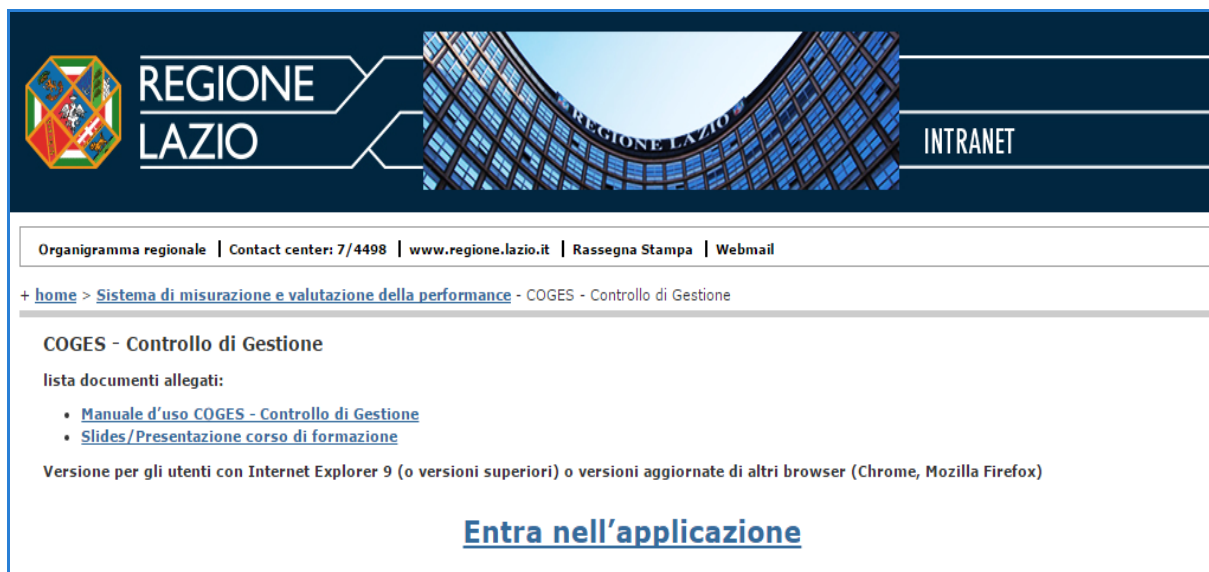 REGIONE
LAZIO
REGIONE LAZIO
INTRANET
Organigramma regionale | Contact center: 7/4498 | www.regione.lazio.it | Rassegna Stampa | Webmail
+ home > Sistema di misurazione e valutazione della performance - COGES - Controllo di Gestione
COGES - Controllo di Gestione
lista documenti allegati:
• Manuale d’uso COGES - Controllo di Gestione
• Slides/Presentazione corso di formazione
Versione per gli utenti con Internet Explorer 9 (o versioni superiori) o versioni aggiornate di altri browser (Chrome, Mozilla Firefox)
Entra nell’applicazione